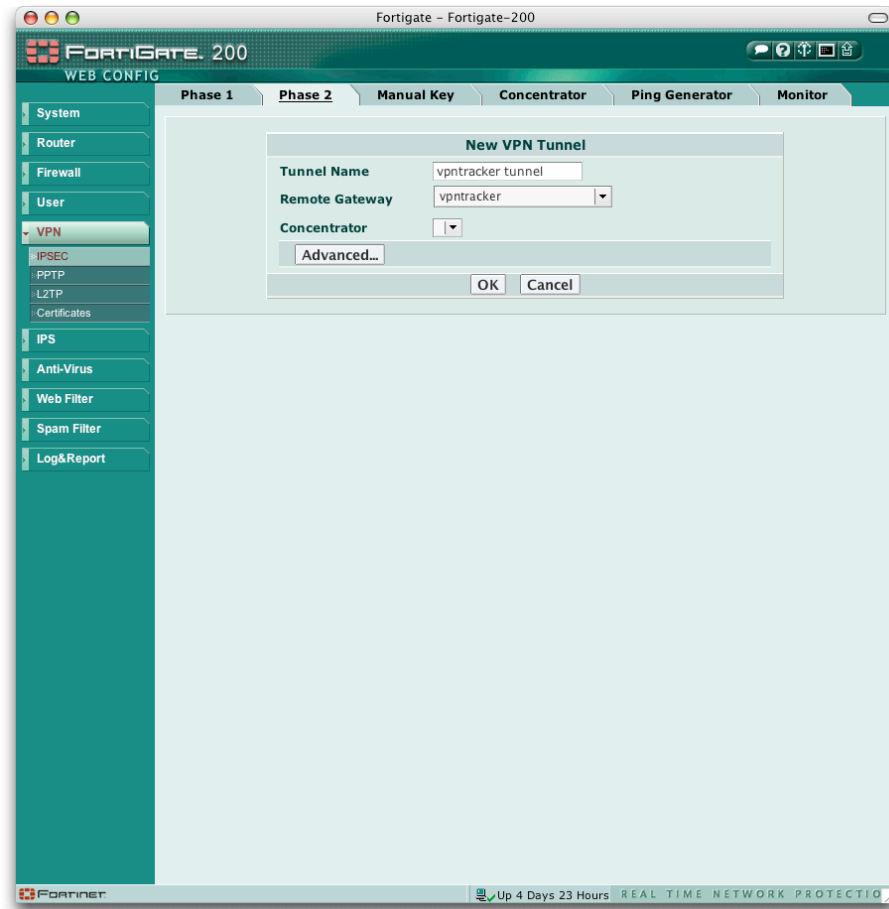 Fortigate – Fortigate-200
FORTIGATE. 200
WEB CONFIG
Phase 1 Phase 2 Manual Key Concentrator Ping Generator Monitor
System
Router
Firewall
User
VPN
IPSEC
PPTP
L2TP
Certificates
IPS
Anti-Virus
Web Filter
Spam Filter
Log&Report
New VPN Tunnel
Tunnel Name vpntracker tunnel
Remote Gateway vpntracker
Concentrator
Advanced...
OK Cancel
FORTINET
Up 4 Days 23 Hours REAL TIME NETWORK PROTECTIO